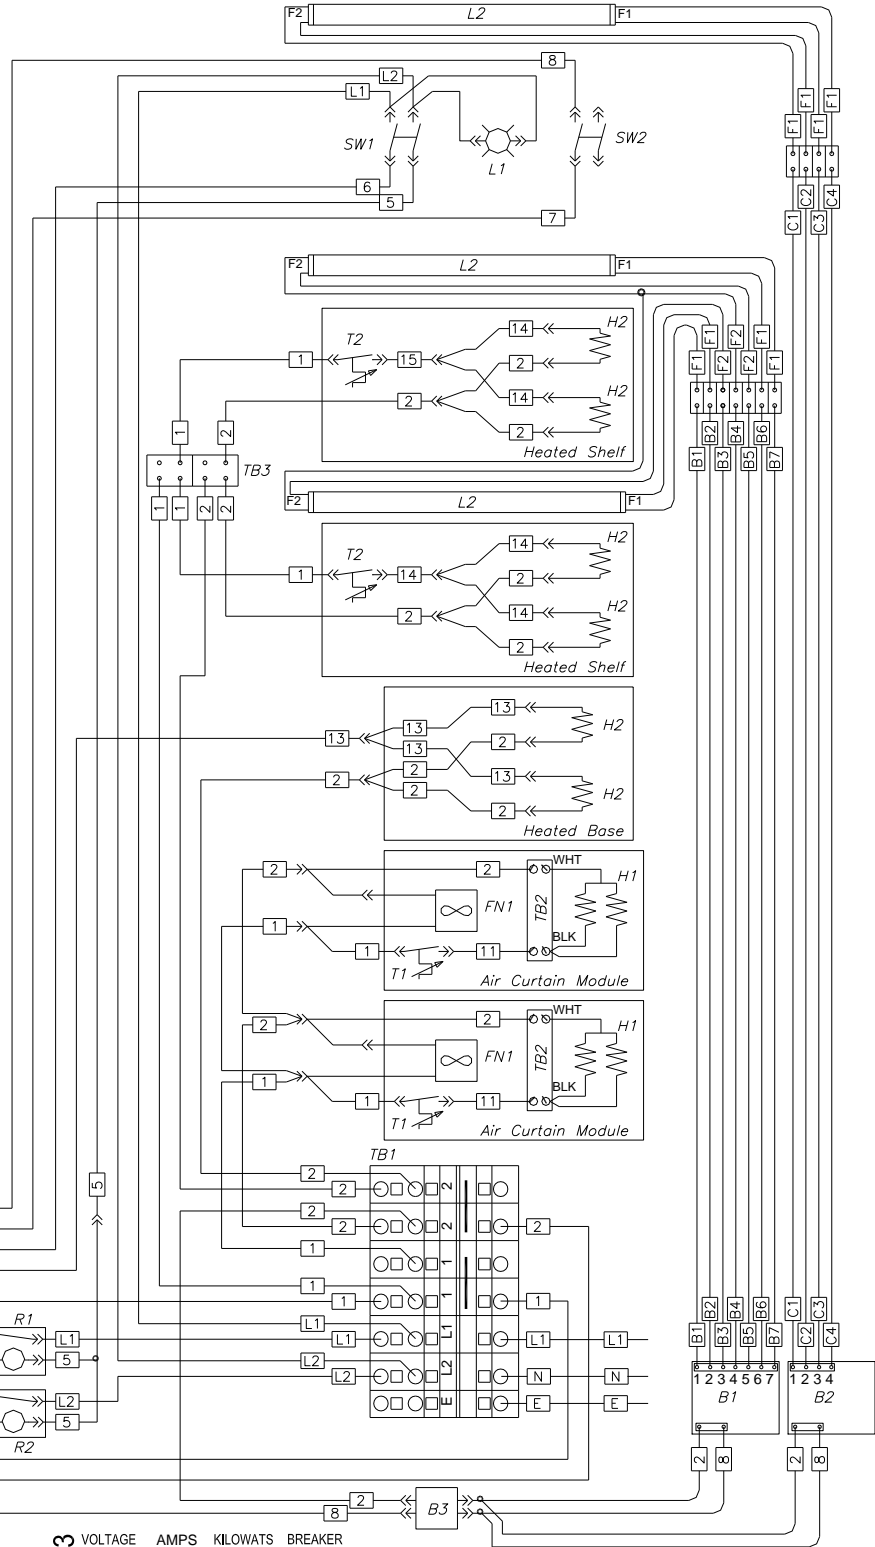 F2 L2 F1
8
L2
L1
F1 F1 F1 F1
SW1 L1 SW2
6
5
C1 C2 C3 C4
7
F2 L2 F1
T2 14 H2
1 15 2
F1 F1 F2 F2 F2 F1 F1
14 H2
2
2
Heated Shelf
1 2
B1 B2 B3 B4 B5 B6 B7
TB3
F2 L2 F1
1 1 2 2
T2 14 H2
1 14 2
14 H2
2
2
Heated Shelf
13 13 13 H2
13 2
2 2 13 H2
2 2
Heated Base
2 2 WHT
H1
FN1 TB2
1
BLK
1 11
T1
Air Curtain Module
2 2 WHT
H1
FN1 TB2
1
BLK
1 11
T1
Air Curtain Module
TB1
5
2
2 2
2
2 2 2
1 1
1
1 1 1
C1 C2 C3 C4
B1 B2 B3 B4 B5 B6 B7
R1
L1
L1 L1 L1 L1 L1
5
L2
L2 L2 L2 N N
5
E E E
R2
1 2 3 4 5 6 7
B1
1 2 3 4
B2
2 8 2 8
2
8
B3
3 VOLTAGE AMPS KILOWATS BREAKER